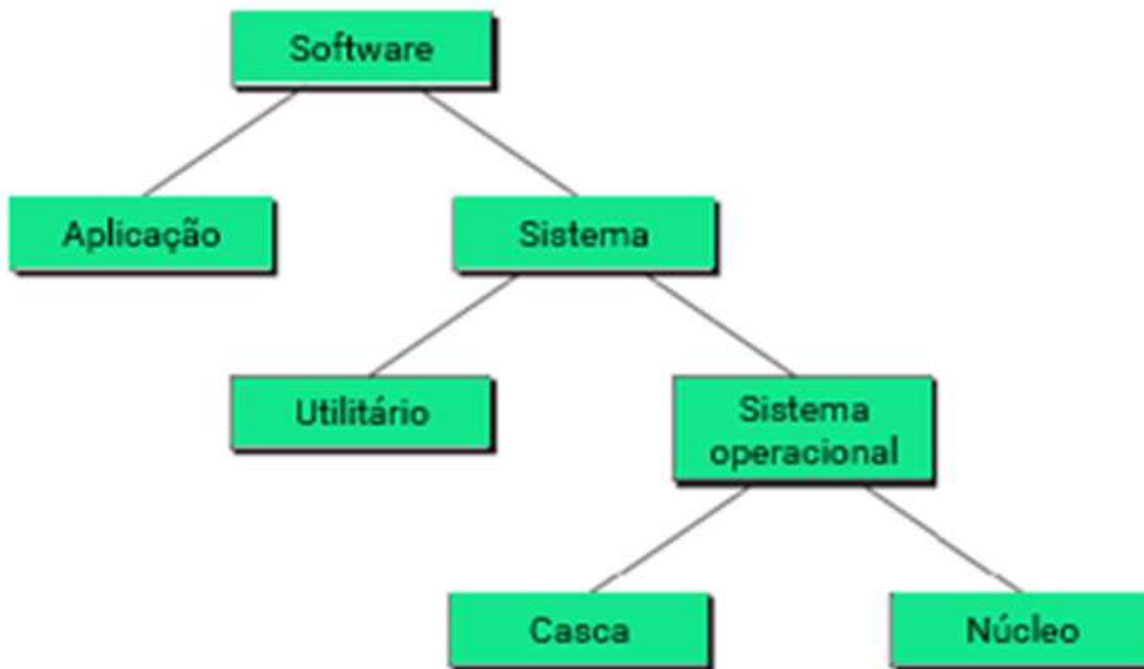 Software
Aplicação
Sistema
Utilitário
Sistema
operacional
Casca
Núcleo